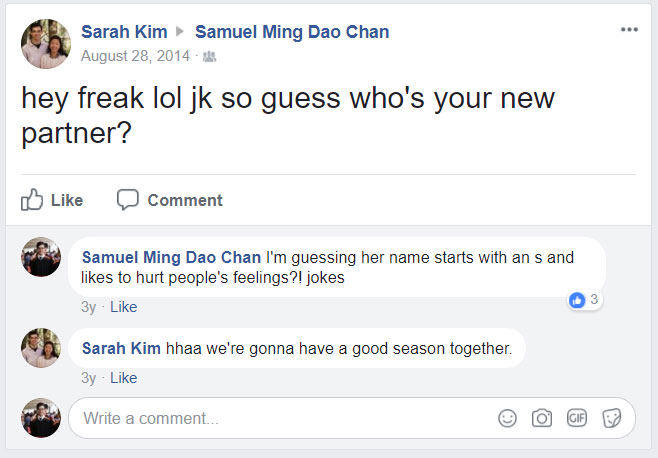 Sarah Kim ▶ Samuel Ming Dao Chan
August 28, 2014 ·
hey freak lol jk so guess who's your new
partner?
Like Comment
Samuel Ming Dao Chan I'm guessing her name starts with an s and
likes to hurt people's feelings?! jokes
3
3y · Like
Sarah Kim hhaa we're gonna have a good season together.
3y · Like
Write a comment... GIF